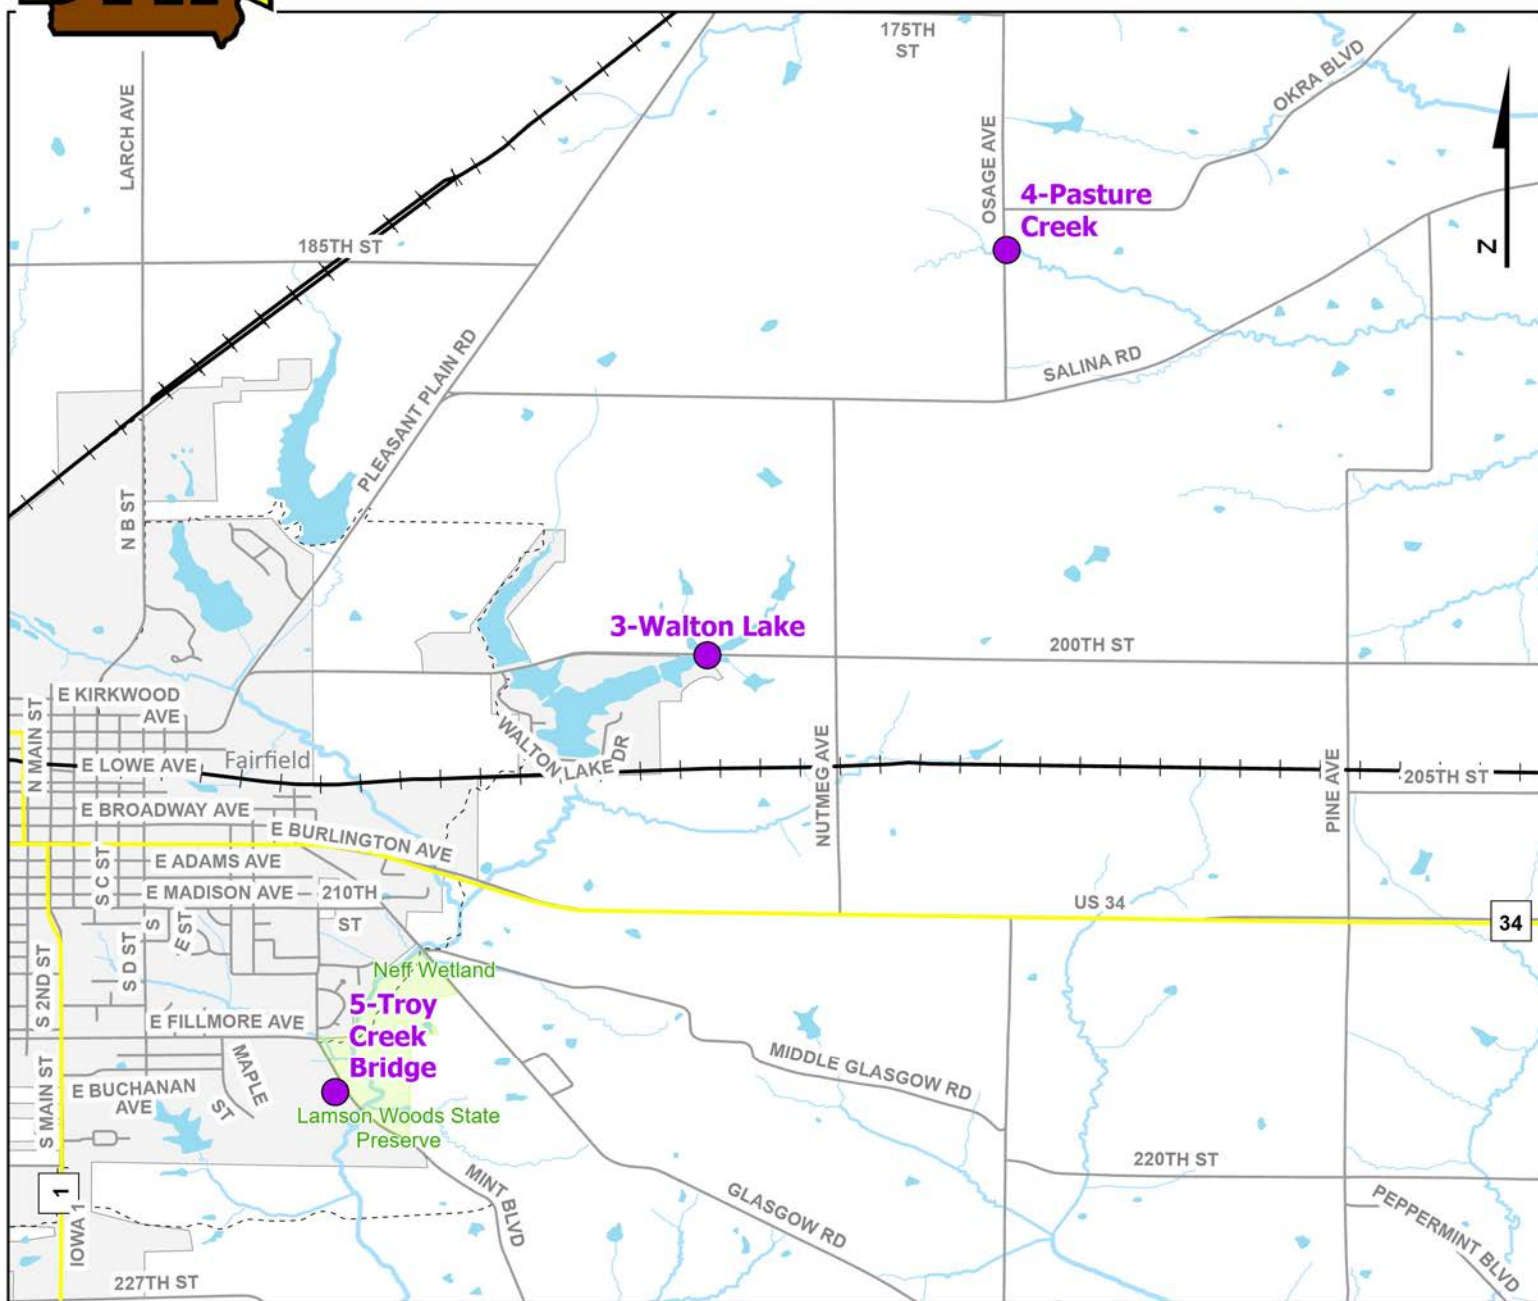 175TH
ST
OKRA BLVD
LARCH AVE
OSAGE AVE
4-Pasture
Creek
185TH ST
N
PLEASANT PLAIN RD
SALINA RD
N B ST
3-Walton Lake
200TH ST
E KIRKWOOD
AVE
N MAIN ST
WALTON LAKE DR
Fairfield
E LOWE AVE
NUTMEG AVE
PINE AVE
205TH ST
E BROADWAY AVE
E BURLINGTON AVE
E ADAMS AVE
S C ST
E MADISON AVE
210TH
ST
US 34
34
S
E ST
S D ST
S 2ND ST
Neff Wetland
5-Troy
Creek
Bridge
E FILLMORE AVE
MAPLE
ST
MIDDLE GLASGOW RD
E BUCHANAN
AVE
S MAIN ST
Lamson Woods State
Preserve
220TH ST
MINT BLVD
GLASGOW RD
PEPPERMINT BLVD
1
IOWA 1
227TH ST